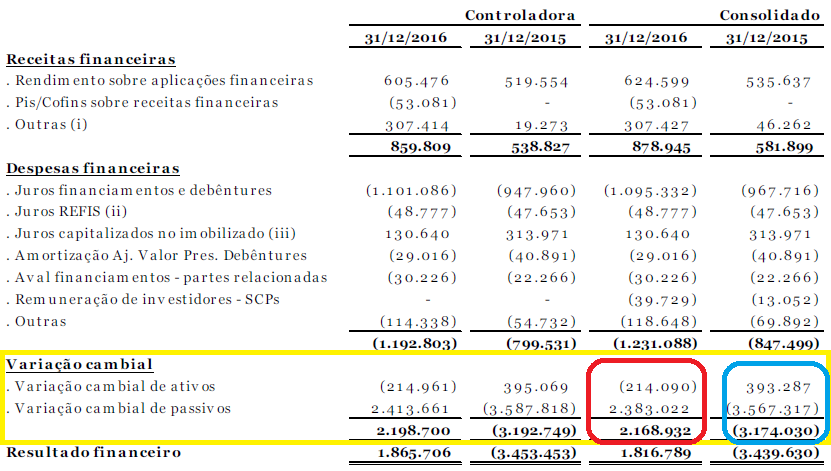 Controladora Consolidado
31/12/2016 31/12/2015 31/12/2016 31/12/2015
Receitas financeiras
. Rendimento sobre aplicações financeiras 605.476 519.554 624.599 535.637
. Pis/Cofins sobre receitas financeiras (53.081) - (53.081) -
. Outras (i) 307.414 19.273 307.427 46.262
859.809 538.827 878.945 581.899
Despesas financeiras
. Juros financiamentos e debêntures (1.101.086) (947.960) (1.095.332) (967.716)
. Juros REFIS (ii) (48.777) (47.653) (48.777) (47.653)
. Juros capitalizados no imobilizado (iii) 130.640 313.971 130.640 313.971
. Amortização Aj. Valor Pres. Debêntures (29.016) (40.891) (29.016) (40.891)
. Aval financiamentos - partes relacionadas (30.226) (22.266) (30.226) (22.266)
. Remuneração de investidores - SCPs - - (39.729) (13.052)
. Outras (114.338) (54.732) (118.648) (69.892)
(1.192.803) (799.531) (1.231.088) (847.499)
Variação cambial
. Variação cambial de ativos (214.961) 395.069 (214.090) 393.287
. Variação cambial de passivos 2.413.661 (3.587.818) 2.383.022 (3.567.317)
2.198.700 (3.192.749) 2.168.932 (3.174.030)
Resultado financeiro 1.865.706 (3.453.453) 1.816.789 (3.439.630)